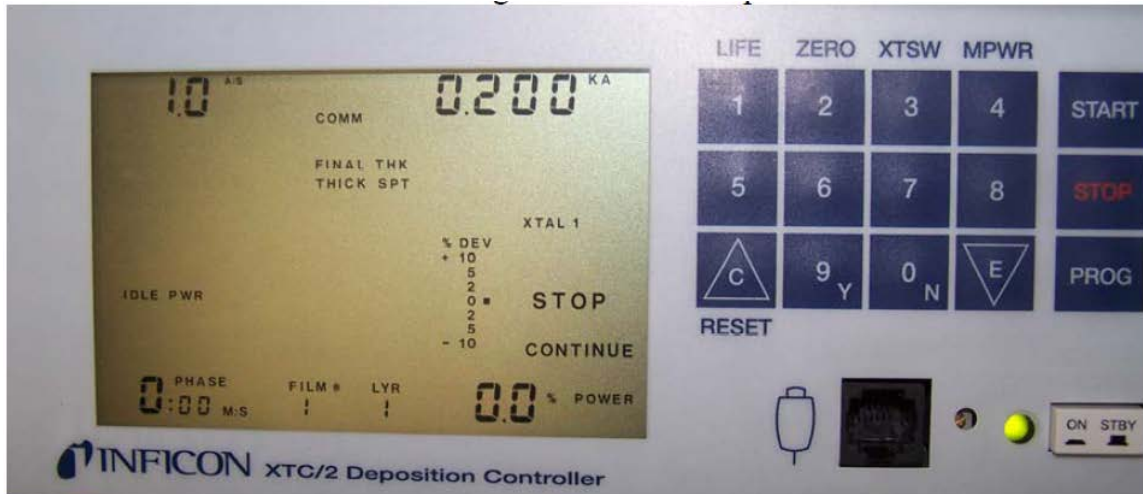 1.0 A/S 0.200 KA
COMM
FINAL THK
THICK SPT
XTAL 1
% DEV
+ 10
5
2
IDLE PWR 0 STOP
2
5
- 10 CONTINUE
0:00 PHASE M:S FILM # 1 LYR 1 0.0 % POWER
INFICON XTC/2 Deposition Controller
LIFE ZERO XTSW MPWR
1 2 3 4 START
5 6 7 8 STOP
C 9 Y 0 N E PROG
RESET
ON STBY